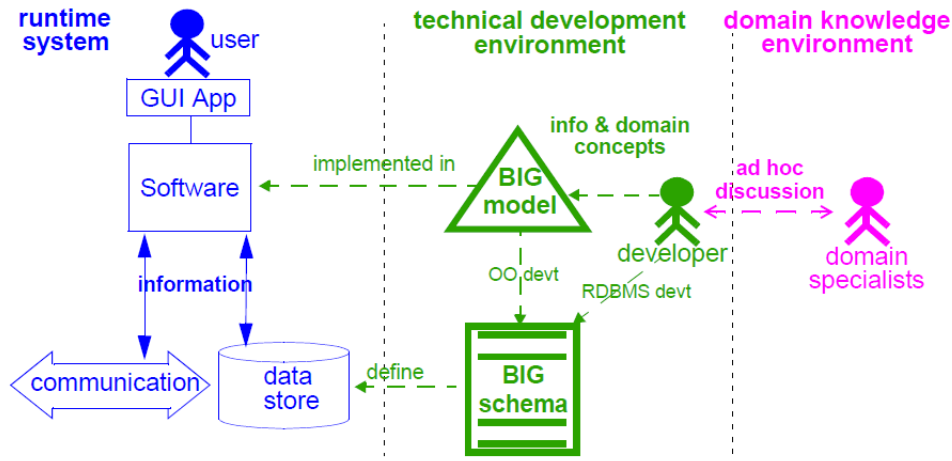 runtime
system
user
GUI App
Software
information
communication
data
store
technical development
environment
info & domain
concepts
implemented in
BIG
model
developer
OO devt
RDBMS devt
define
BIG
schema
domain knowledge
environment
ad hoc
discussion
domain
specialists